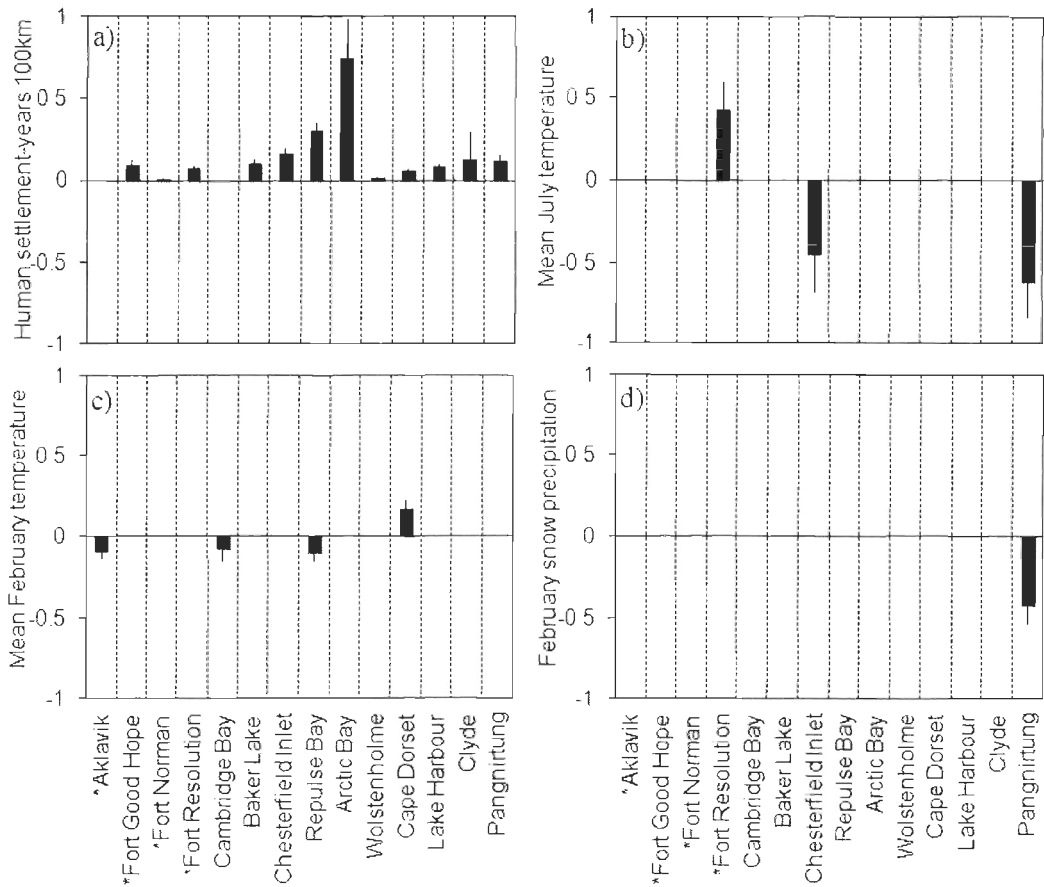 a)
Human settlement-years 100km
1
0 5
0
-0 5
-1
b)
Mean July temperature
1
0 5
0
-0 5
-1
c)
Mean February temperature
1
0 5
0
-0 5
-1
d)
February snow precipitation
1
0 5
0
-0 5
-1
*Aklavik
*Fort Good Hope
*Fort Norman
*Fort Resolution
Cambridge Bay
Baker Lake
Chesterfield Inlet
Repulse Bay
Arctic Bay
Wolstenholme
Cape Dorset
Lake Harbour
Clyde
Pangnirtung
*Aklavik
*Fort Good Hope
*Fort Norman
*Fort Resolution
Cambridge Bay
Baker Lake
Chesterfield Inlet
Repulse Bay
Arctic Bay
Wolstenholme
Cape Dorset
Lake Harbour
Clyde
Pangnirtung